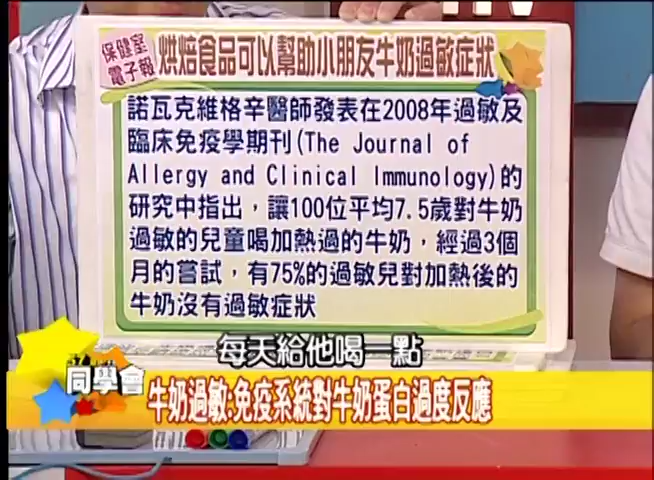 保健室
電子報
烘焙食品可以幫助小朋友牛奶過敏症狀
諾瓦克維格辛醫師發表在2008年過敏及
臨床免疫學期刊(The Journal of
Allergy and Clinical Immunology)的
研究中指出，讓100位平均7.5歲對牛奶
過敏的兒童喝加熱過的牛奶，經過3個
月的嘗試，有75%的過敏兒對加熱後的
牛奶沒有過敏症狀
每天給他喝一點
同學會
牛奶過敏:免疫系統對牛奶蛋白過度反應